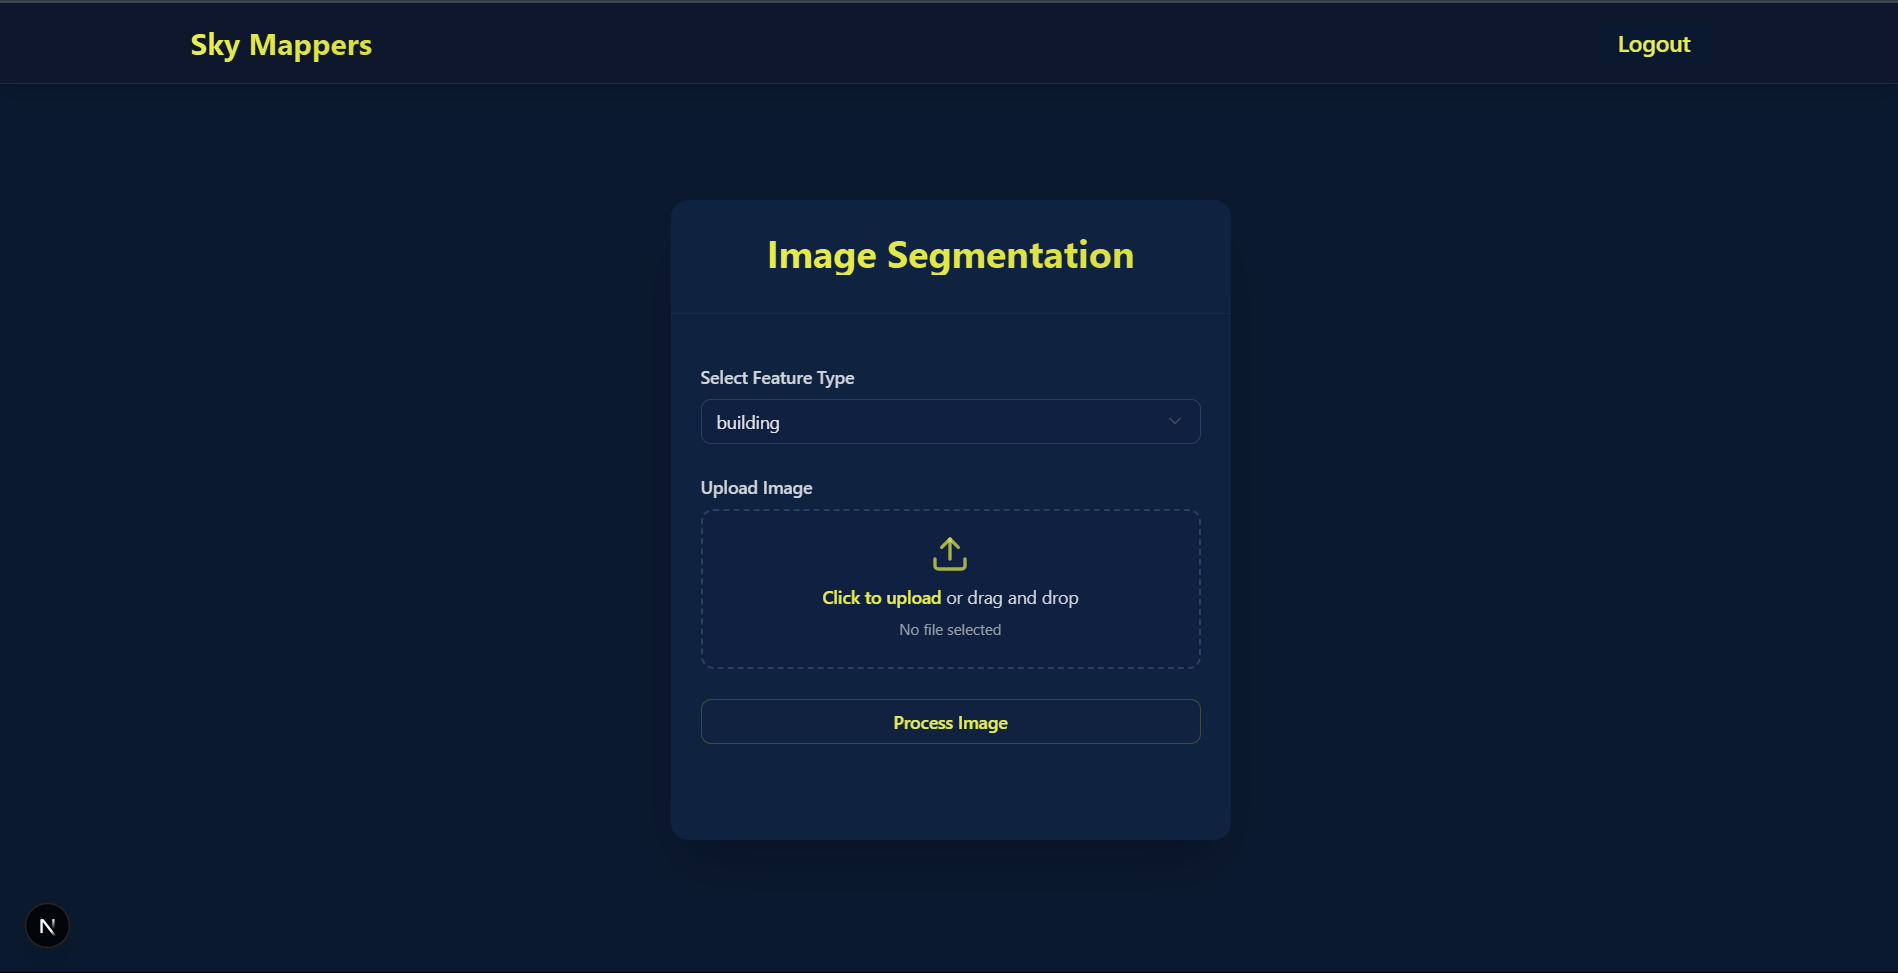 Sky Mappers
Logout
Image Segmentation
Select Feature Type
building
Upload Image
Click to upload or drag and drop
No file selected
Process Image
N